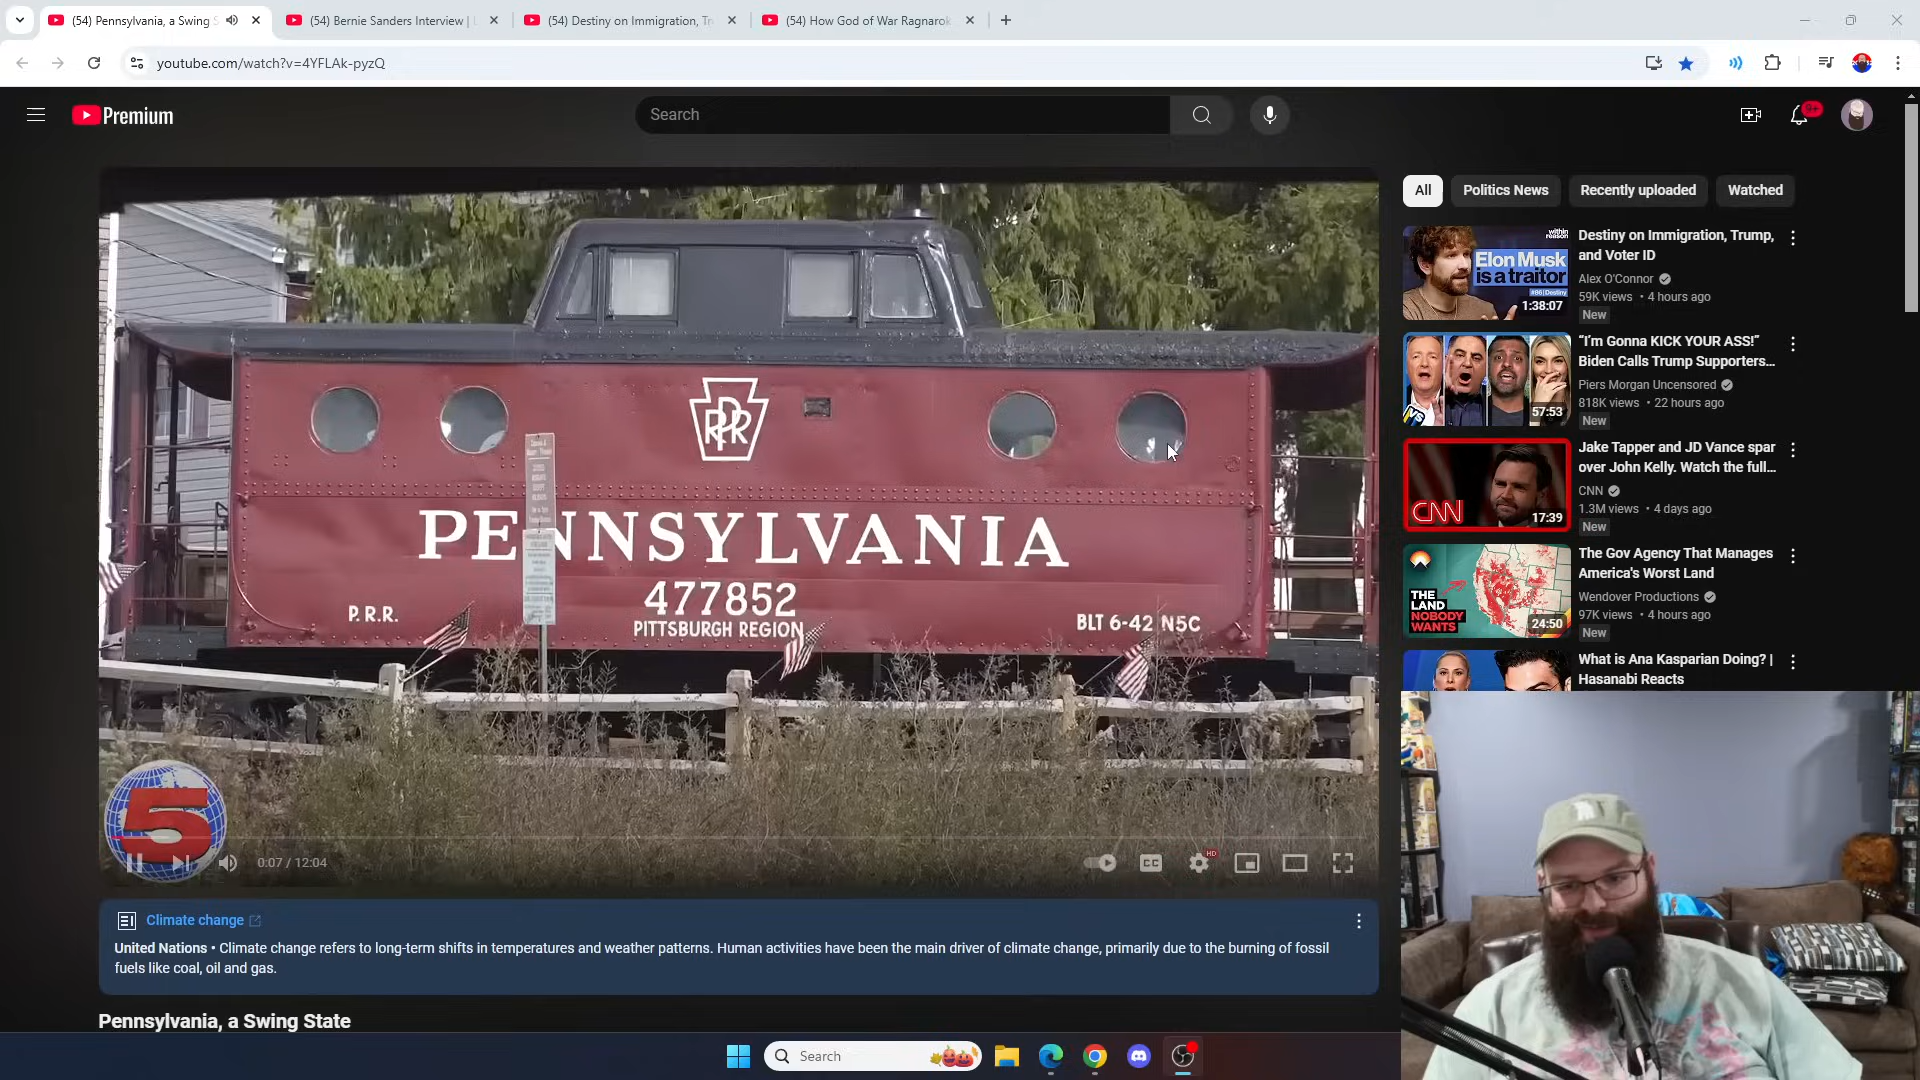 (54) Pennsylvania, a Swing S
(54) Bernie Sanders Interview |
(54) Destiny on Immigration, Tr
(54) How God of War Ragnarok
youtube.com/watch?v=4YFLAk-pyzQ
Premium
Search
9+
All
Politics News
Recently uploaded
Watched
PRR
PENNSYLVANIA
477852
PITTSBURGH REGION
P.R.R.
BLT 6-42 N5C
5
0:07 / 12:04
CC
HD
within reason
Elon Musk
is a traitor
#86|Destiny
1:38:07
Destiny on Immigration, Trump,
and Voter ID
Alex O'Connor
59K views • 4 hours ago
New
57:53
"I'm Gonna KICK YOUR ASS!"
Biden Calls Trump Supporters...
Piers Morgan Uncensored
818K views • 22 hours ago
New
CNN
17:39
Jake Tapper and JD Vance spar
over John Kelly. Watch the full...
CNN
1.3M views • 4 days ago
New
THE
LAND
NOBODY
WANTS
24:50
The Gov Agency That Manages
America's Worst Land
Wendover Productions
97K views • 4 hours ago
New
What is Ana Kasparian Doing? |
Hasanabi Reacts
Climate change
United Nations • Climate change refers to long-term shifts in temperatures and weather patterns. Human activities have been the main driver of climate change, primarily due to the burning of fossil
fuels like coal, oil and gas.
Pennsylvania, a Swing State
Search